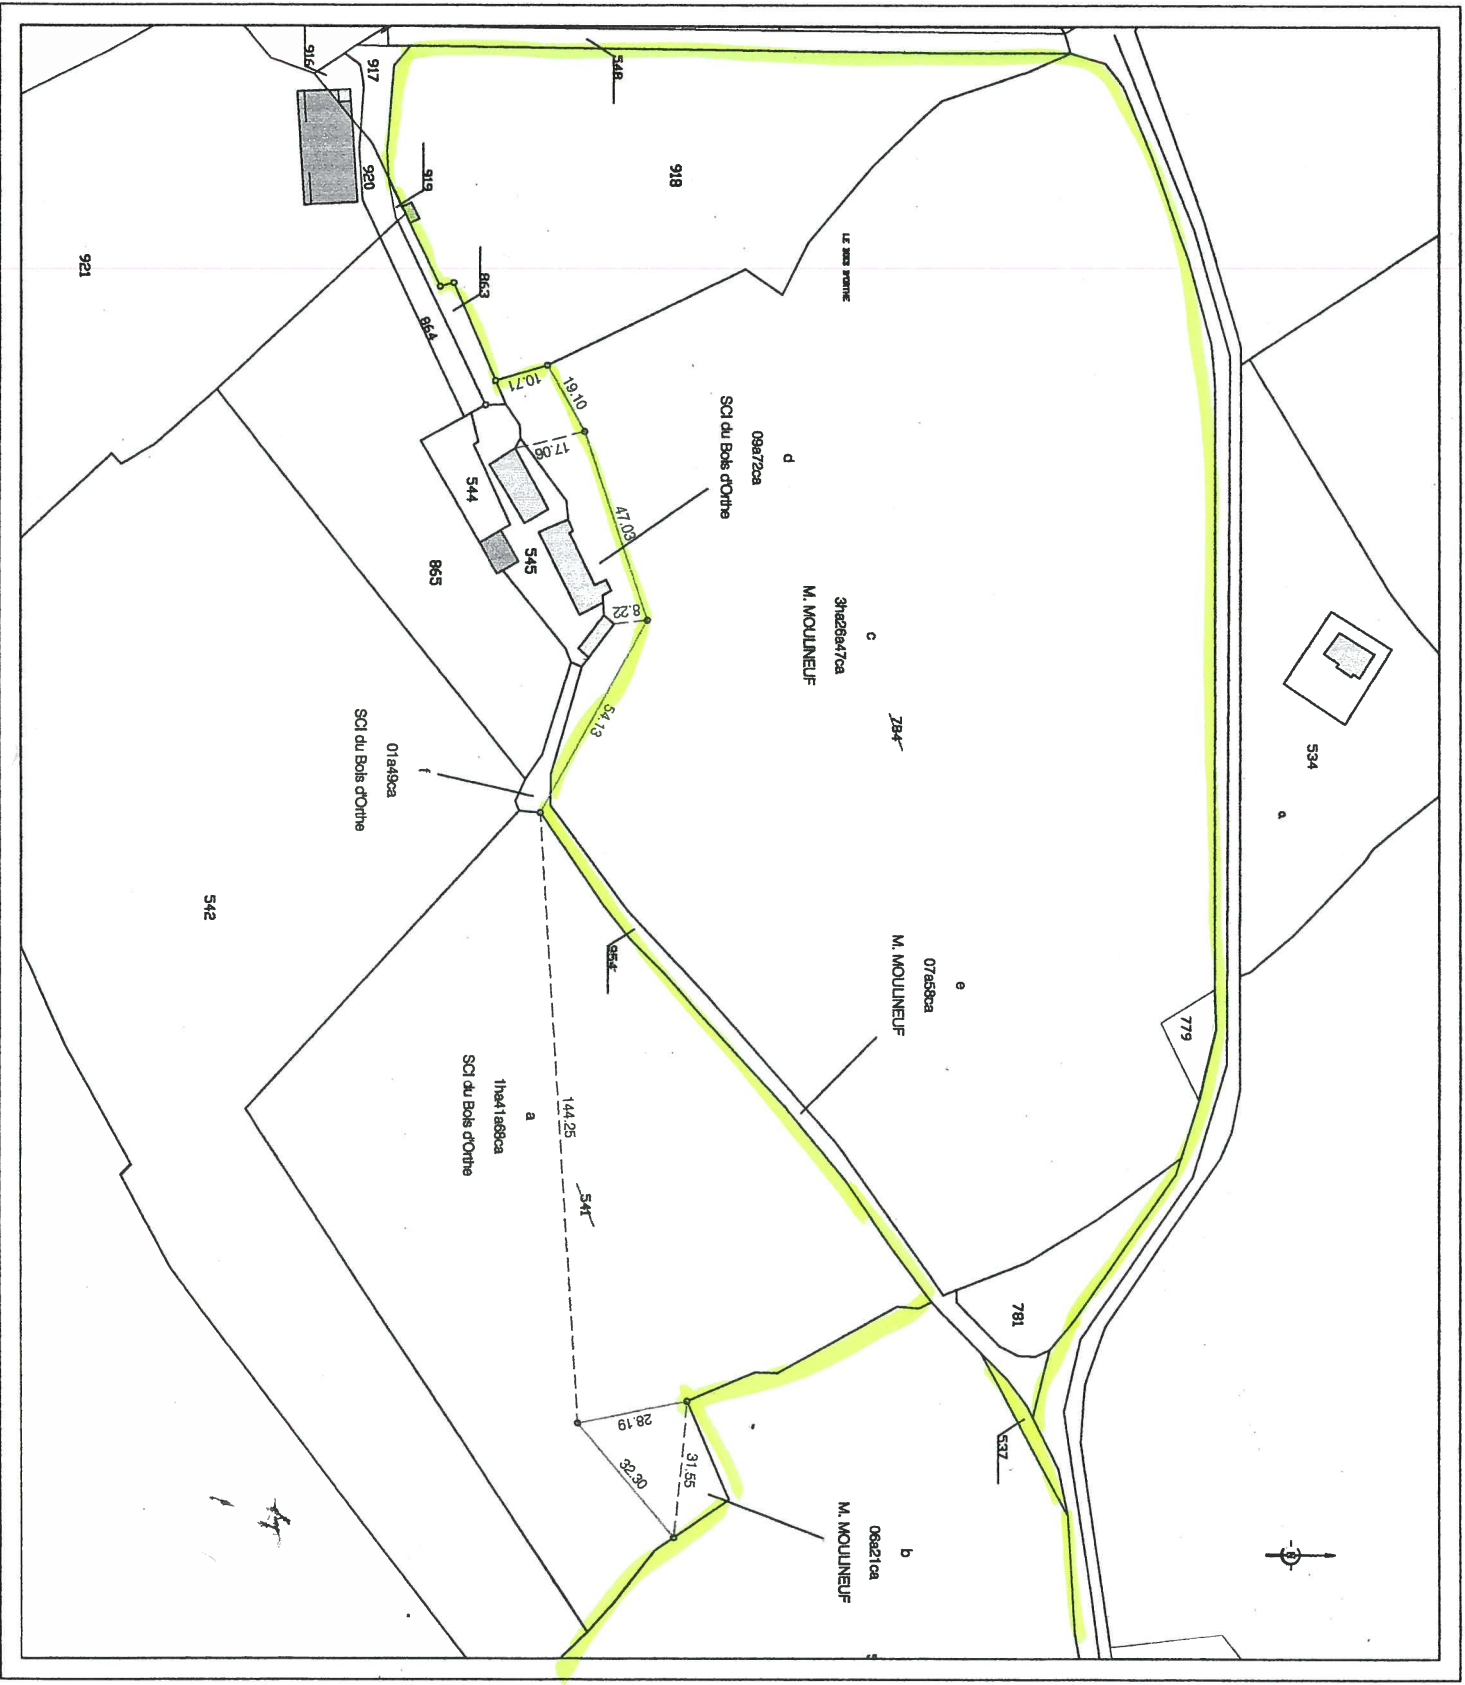 916
917
548
920
919
918
921
863
864
LE BOIS D'ORTHE
10.71
19.10
d
09a72ca
SCI du Bois d'Orthe
17.06
47.03
544
545
865
8.22
c
3ha26a47ca
M. MOULINEUF
784
534
a
54.13
f
01a49ca
SCI du Bois d'Orthe
542
954
e
07a58ca
M. MOULINEUF
779
144.25
a
1ha41a68ca
SCI du Bois d'Orthe
541
781
28.19
31.55
32.30
537
b
06a21ca
M. MOULINEUF
N